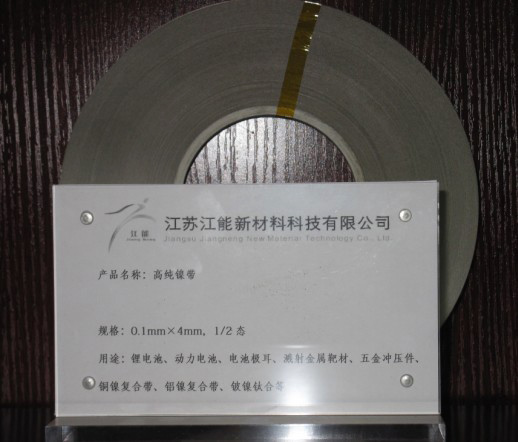 江苏江能新材料科技有限公司
Jiangsu Jiangneng New Material Technology Co., Ltd.
江能
产品名称：高纯镍带
规格：0.1mm×4mm，1/2 态
用途：锂电池、动力电池、电池极耳、溅射金属靶材、五金冲压件、
铜镍复合带、铝镍复合带、铍镍钛合等